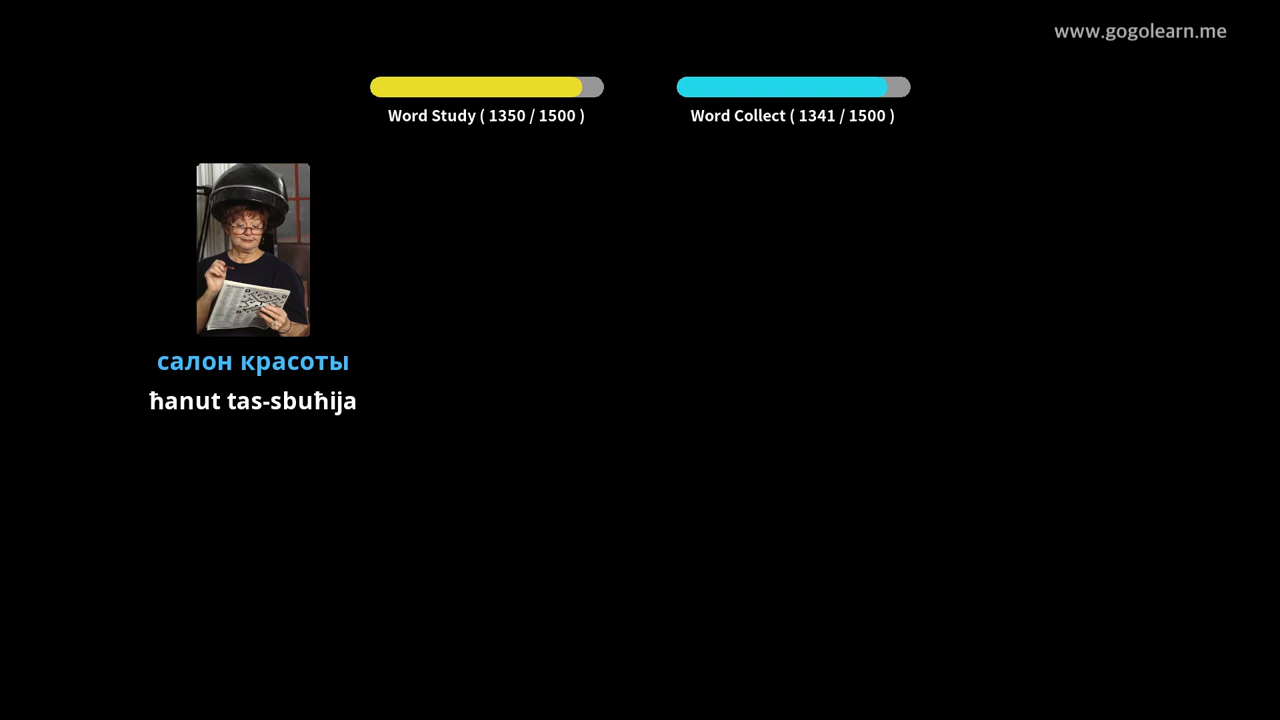 www.gogolearn.me
Word Study ( 1350 / 1500 )
Word Collect ( 1341 / 1500 )
салон красоты
ħanut tas-sbuħija